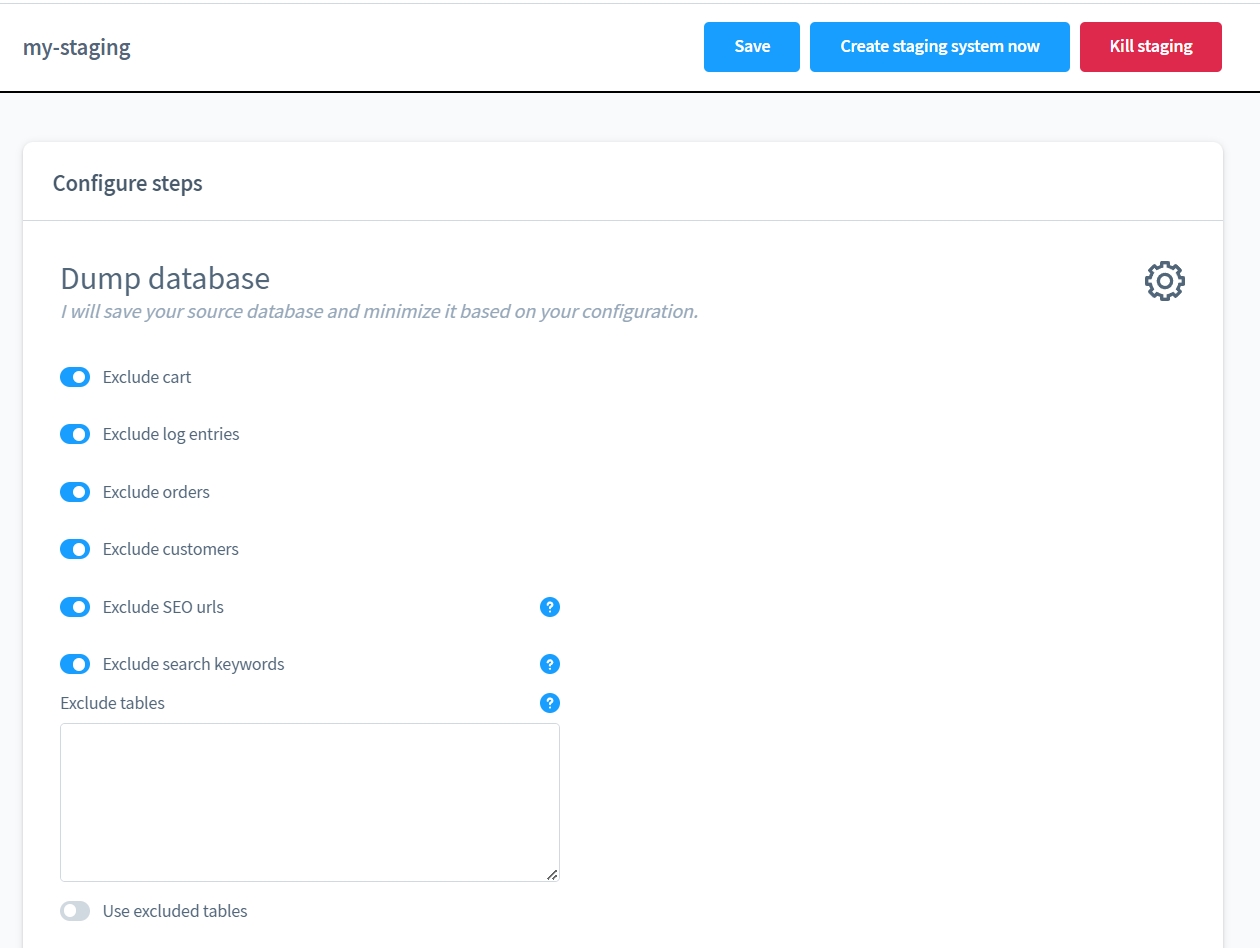 my-staging
Save
Create staging system now
Kill staging
Configure steps
Dump database
I will save your source database and minimize it based on your configuration.
Exclude cart
Exclude log entries
Exclude orders
Exclude customers
Exclude SEO urls
?
Exclude search keywords
?
Exclude tables
?
Use excluded tables